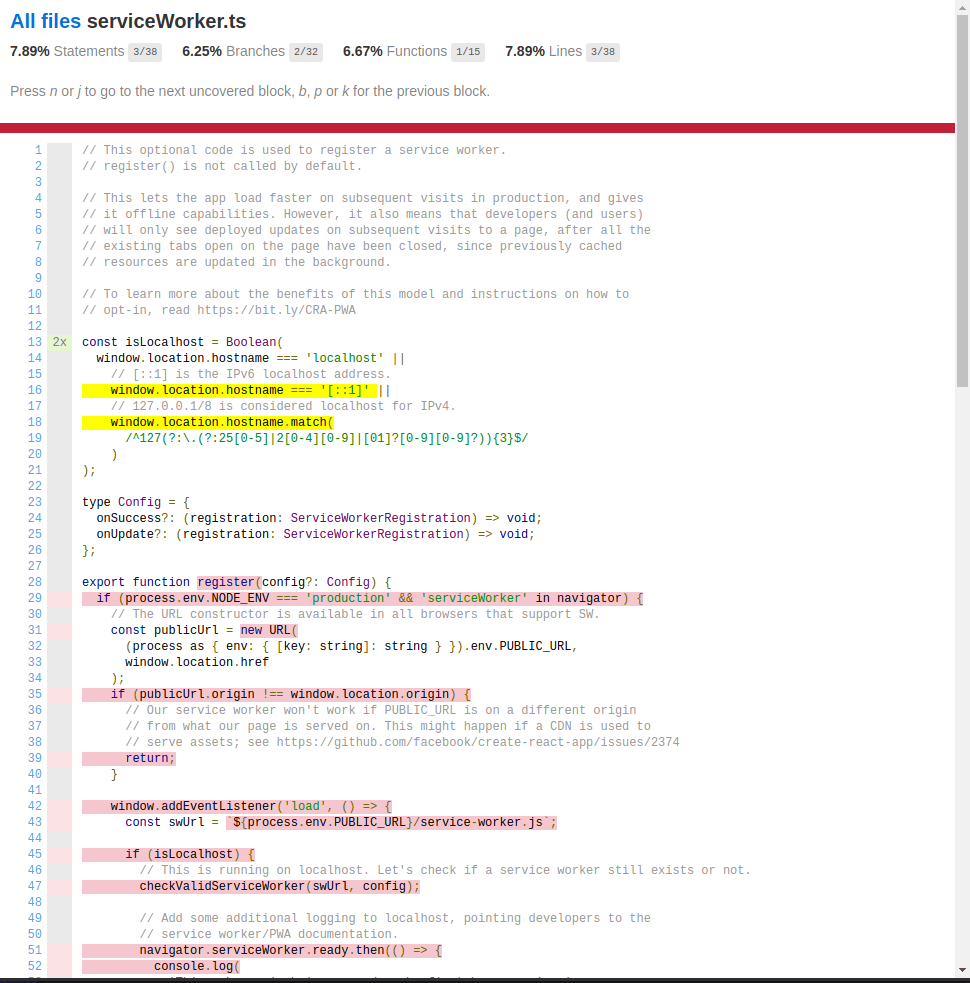 All files serviceWorker.ts
7.89% Statements 3/38 6.25% Branches 2/32 6.67% Functions 1/15 7.89% Lines 3/38
Press n or j to go to the next uncovered block, b, p or k for the previous block.
1 // This optional code is used to register a service worker.
2 // register() is not called by default.
3
4 // This lets the app load faster on subsequent visits in production, and gives
5 // it offline capabilities. However, it also means that developers (and users)
6 // will only see deployed updates on subsequent visits to a page, after all the
7 // existing tabs open on the page have been closed, since previously cached
8 // resources are updated in the background.
9
10 // To learn more about the benefits of this model and instructions on how to
11 // opt-in, read https://bit.ly/CRA-PWA
12
13 2x const isLocalhost = Boolean(
14 window.location.hostname === 'localhost' ||
15 // [::1] is the IPv6 localhost address.
16 window.location.hostname === '[::1]' ||
17 // 127.0.0.1/8 is considered localhost for IPv4.
18 window.location.hostname.match(
19 /^127(?:\.(?:25[0-5]|2[0-4][0-9]|[01]?[0-9][0-9]?)){3}$/
20 )
21 );
22
23 type Config = {
24 onSuccess?: (registration: ServiceWorkerRegistration) => void;
25 onUpdate?: (registration: ServiceWorkerRegistration) => void;
26 };
27
28 export function register(config?: Config) {
29 if (process.env.NODE_ENV === 'production' && 'serviceWorker' in navigator) {
30 // The URL constructor is available in all browsers that support SW.
31 const publicUrl = new URL(
32 (process as { env: { [key: string]: string } }).env.PUBLIC_URL,
33 window.location.href
34 );
35 if (publicUrl.origin !== window.location.origin) {
36 // Our service worker won't work if PUBLIC_URL is on a different origin
37 // from what our page is served on. This might happen if a CDN is used to
38 // serve assets; see https://github.com/facebook/create-react-app/issues/2374
39 return;
40 }
41
42 window.addEventListener('load', () => {
43 const swUrl = `${process.env.PUBLIC_URL}/service-worker.js`;
44
45 if (isLocalhost) {
46 // This is running on localhost. Let's check if a service worker still exists or not.
47 checkValidServiceWorker(swUrl, config);
48
49 // Add some additional logging to localhost, pointing developers to the
50 // service worker/PWA documentation.
51 navigator.serviceWorker.ready.then(() => {
52 console.log(